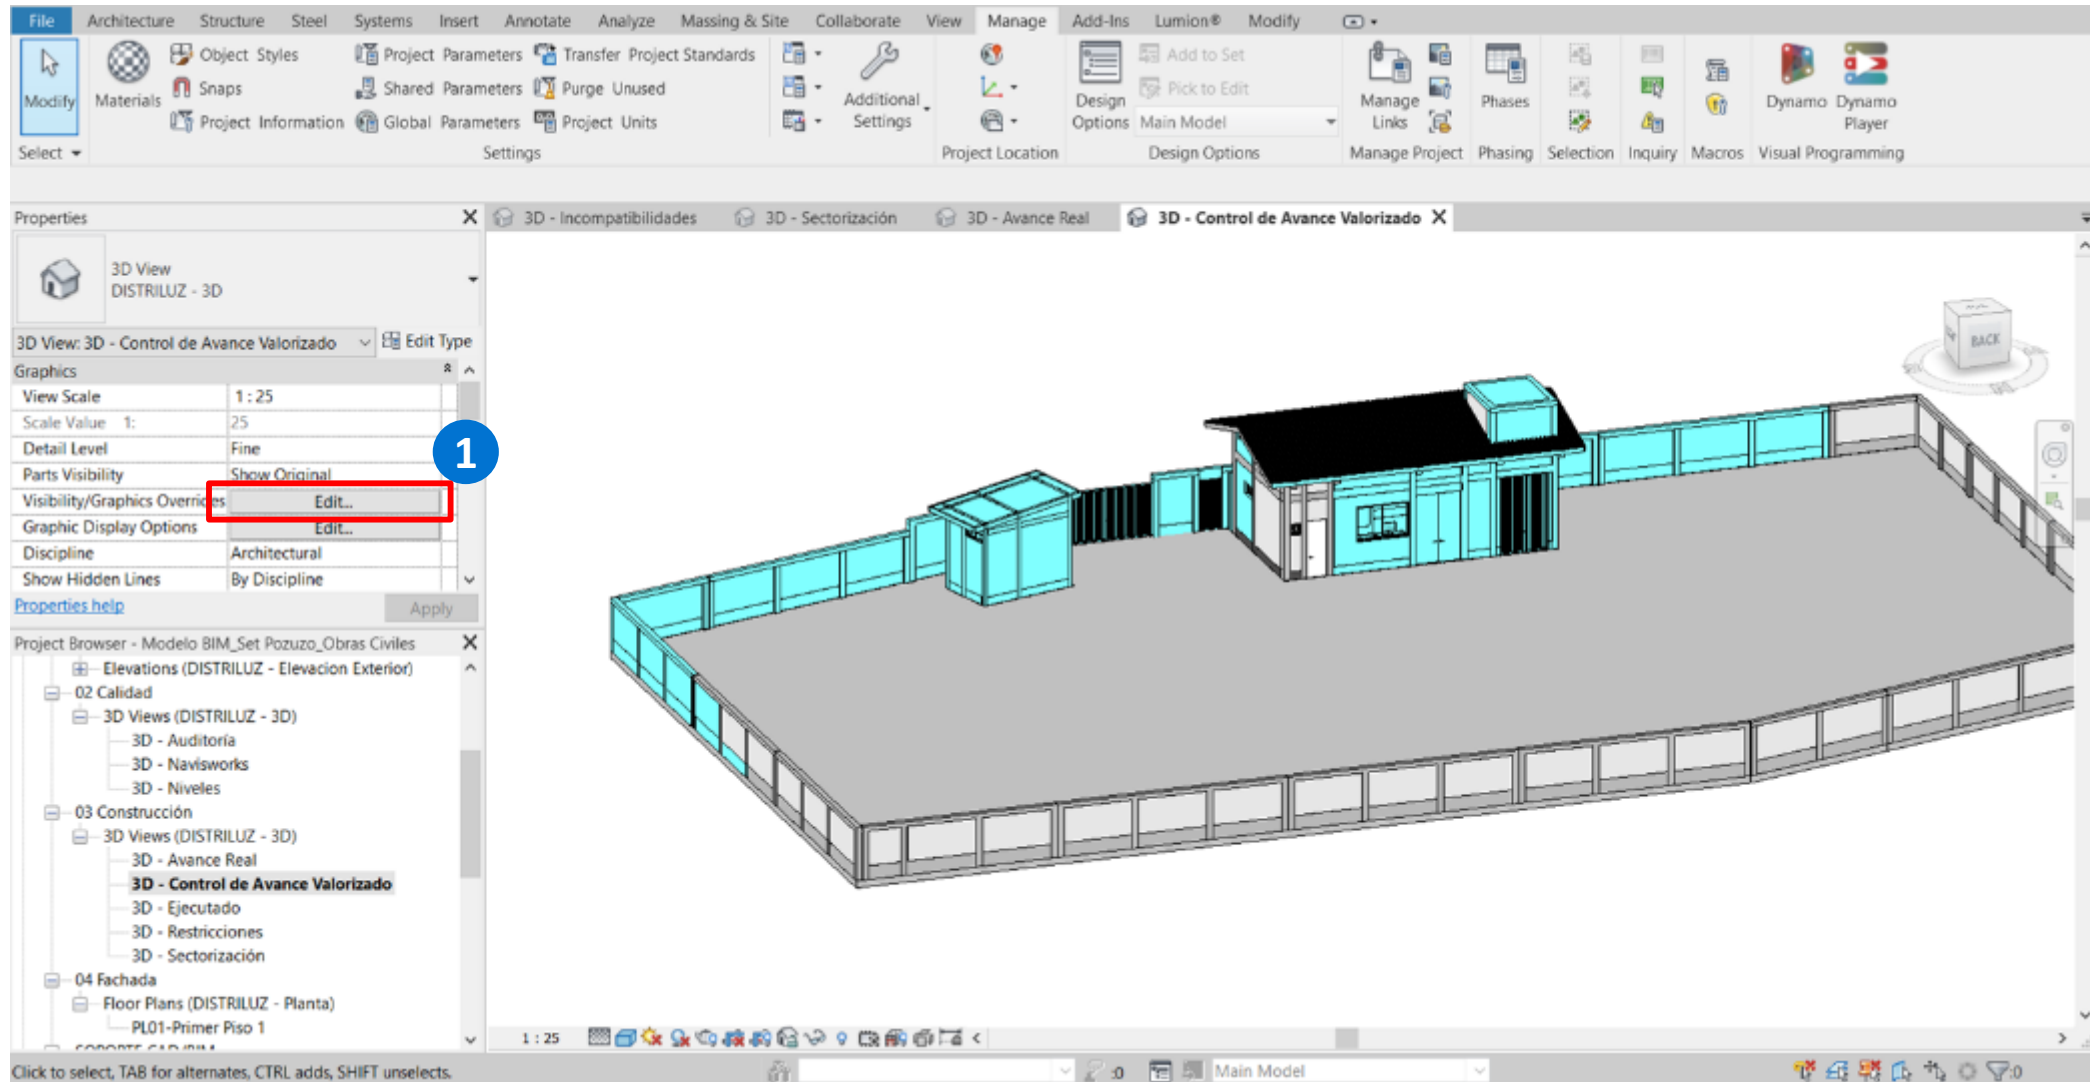 File Architecture Structure Steel Systems Insert Annotate Analyze Massing & Site Collaborate View Manage Add-Ins Lumion® Modify
Modify
Materials
Object Styles
Snaps
Project Information
Project Parameters
Shared Parameters
Global Parameters
Transfer Project Standards
Purge Unused
Project Units
Additional Settings
Design Options
Add to Set
Pick to Edit
Main Model
Manage Links
Phases
Dynamo
Dynamo Player
Select
Settings
Project Location
Design Options
Manage Project
Phasing
Selection
Inquiry
Macros
Visual Programming
Properties
3D - Incompatibilidades
3D - Sectorización
3D - Avance Real
3D - Control de Avance Valorizado
3D View
DISTRILUZ - 3D
3D View: 3D - Control de Avance Valorizado
Edit Type
Graphics
View Scale 1 : 25
Scale Value 1: 25
Detail Level Fine
Parts Visibility Show Original
Visibility/Graphics Overrides Edit...
Graphic Display Options Edit...
Discipline Architectural
Show Hidden Lines By Discipline
Properties help
Apply
1
BACK
Project Browser - Modelo BIM_Set Pozuzo_Obras Civiles
Elevations (DISTRILUZ - Elevacion Exterior)
02 Calidad
3D Views (DISTRILUZ - 3D)
3D - Auditoría
3D - Navisworks
3D - Niveles
03 Construcción
3D Views (DISTRILUZ - 3D)
3D - Avance Real
3D - Control de Avance Valorizado
3D - Ejecutado
3D - Restricciones
3D - Sectorización
04 Fachada
Floor Plans (DISTRILUZ - Planta)
PL01-Primer Piso 1
1 : 25
Click to select, TAB for alternates, CTRL adds, SHIFT unselects.
:0
Main Model
:0